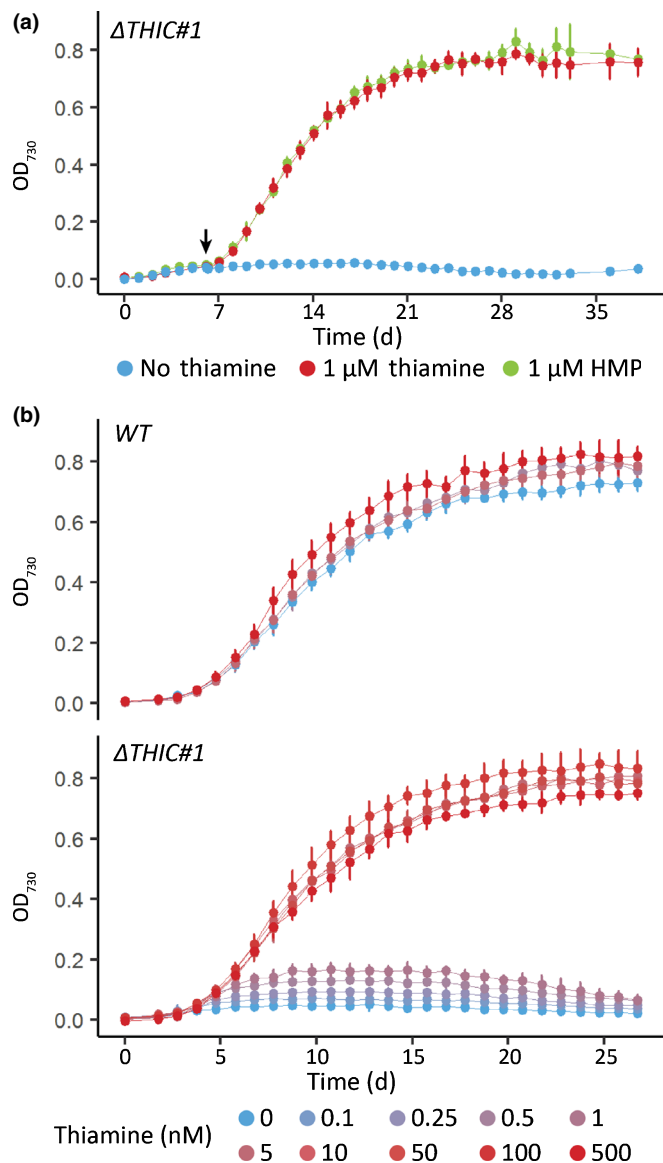 (a)
ΔTHIC#1
0.8
0.6
0.4
0.2
0.0
OD730
0 7 14 21 28 35
Time (d)
No thiamine 1 µM thiamine 1 µM HMP
(b)
WT
0.8
0.6
0.4
0.2
0.0
OD730
ΔTHIC#1
0.8
0.6
0.4
0.2
0.0
OD730
0 5 10 15 20 25
Time (d)
Thiamine (nM) 0 0.1 0.25 0.5 1
5 10 50 100 500